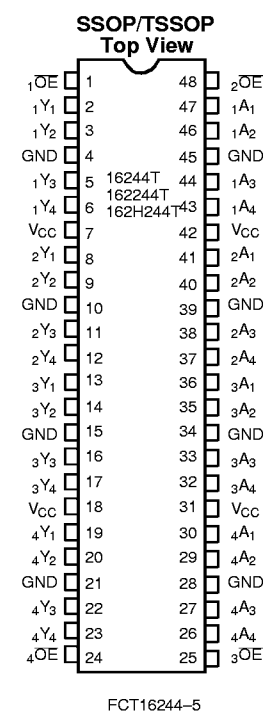 SSOP/TSSOP
Top View
₁O̅E̅ 1 48 ₂O̅E̅
₁Y₁ 2 47 ₁A₁
₁Y₂ 3 46 ₁A₂
GND 4 45 GND
₁Y₃ 5 16244T 44 ₁A₃
162244T
₁Y₄ 6 162H244T 43 ₁A₄
VCC 7 42 VCC
₂Y₁ 8 41 ₂A₁
₂Y₂ 9 40 ₂A₂
GND 10 39 GND
₂Y₃ 11 38 ₂A₃
₂Y₄ 12 37 ₂A₄
₃Y₁ 13 36 ₃A₁
₃Y₂ 14 35 ₃A₂
GND 15 34 GND
₃Y₃ 16 33 ₃A₃
₃Y₄ 17 32 ₃A₄
VCC 18 31 VCC
₄Y₁ 19 30 ₄A₁
₄Y₂ 20 29 ₄A₂
GND 21 28 GND
₄Y₃ 22 27 ₄A₃
₄Y₄ 23 26 ₄A₄
₄O̅E̅ 24 25 ₃O̅E̅
FCT16244–5